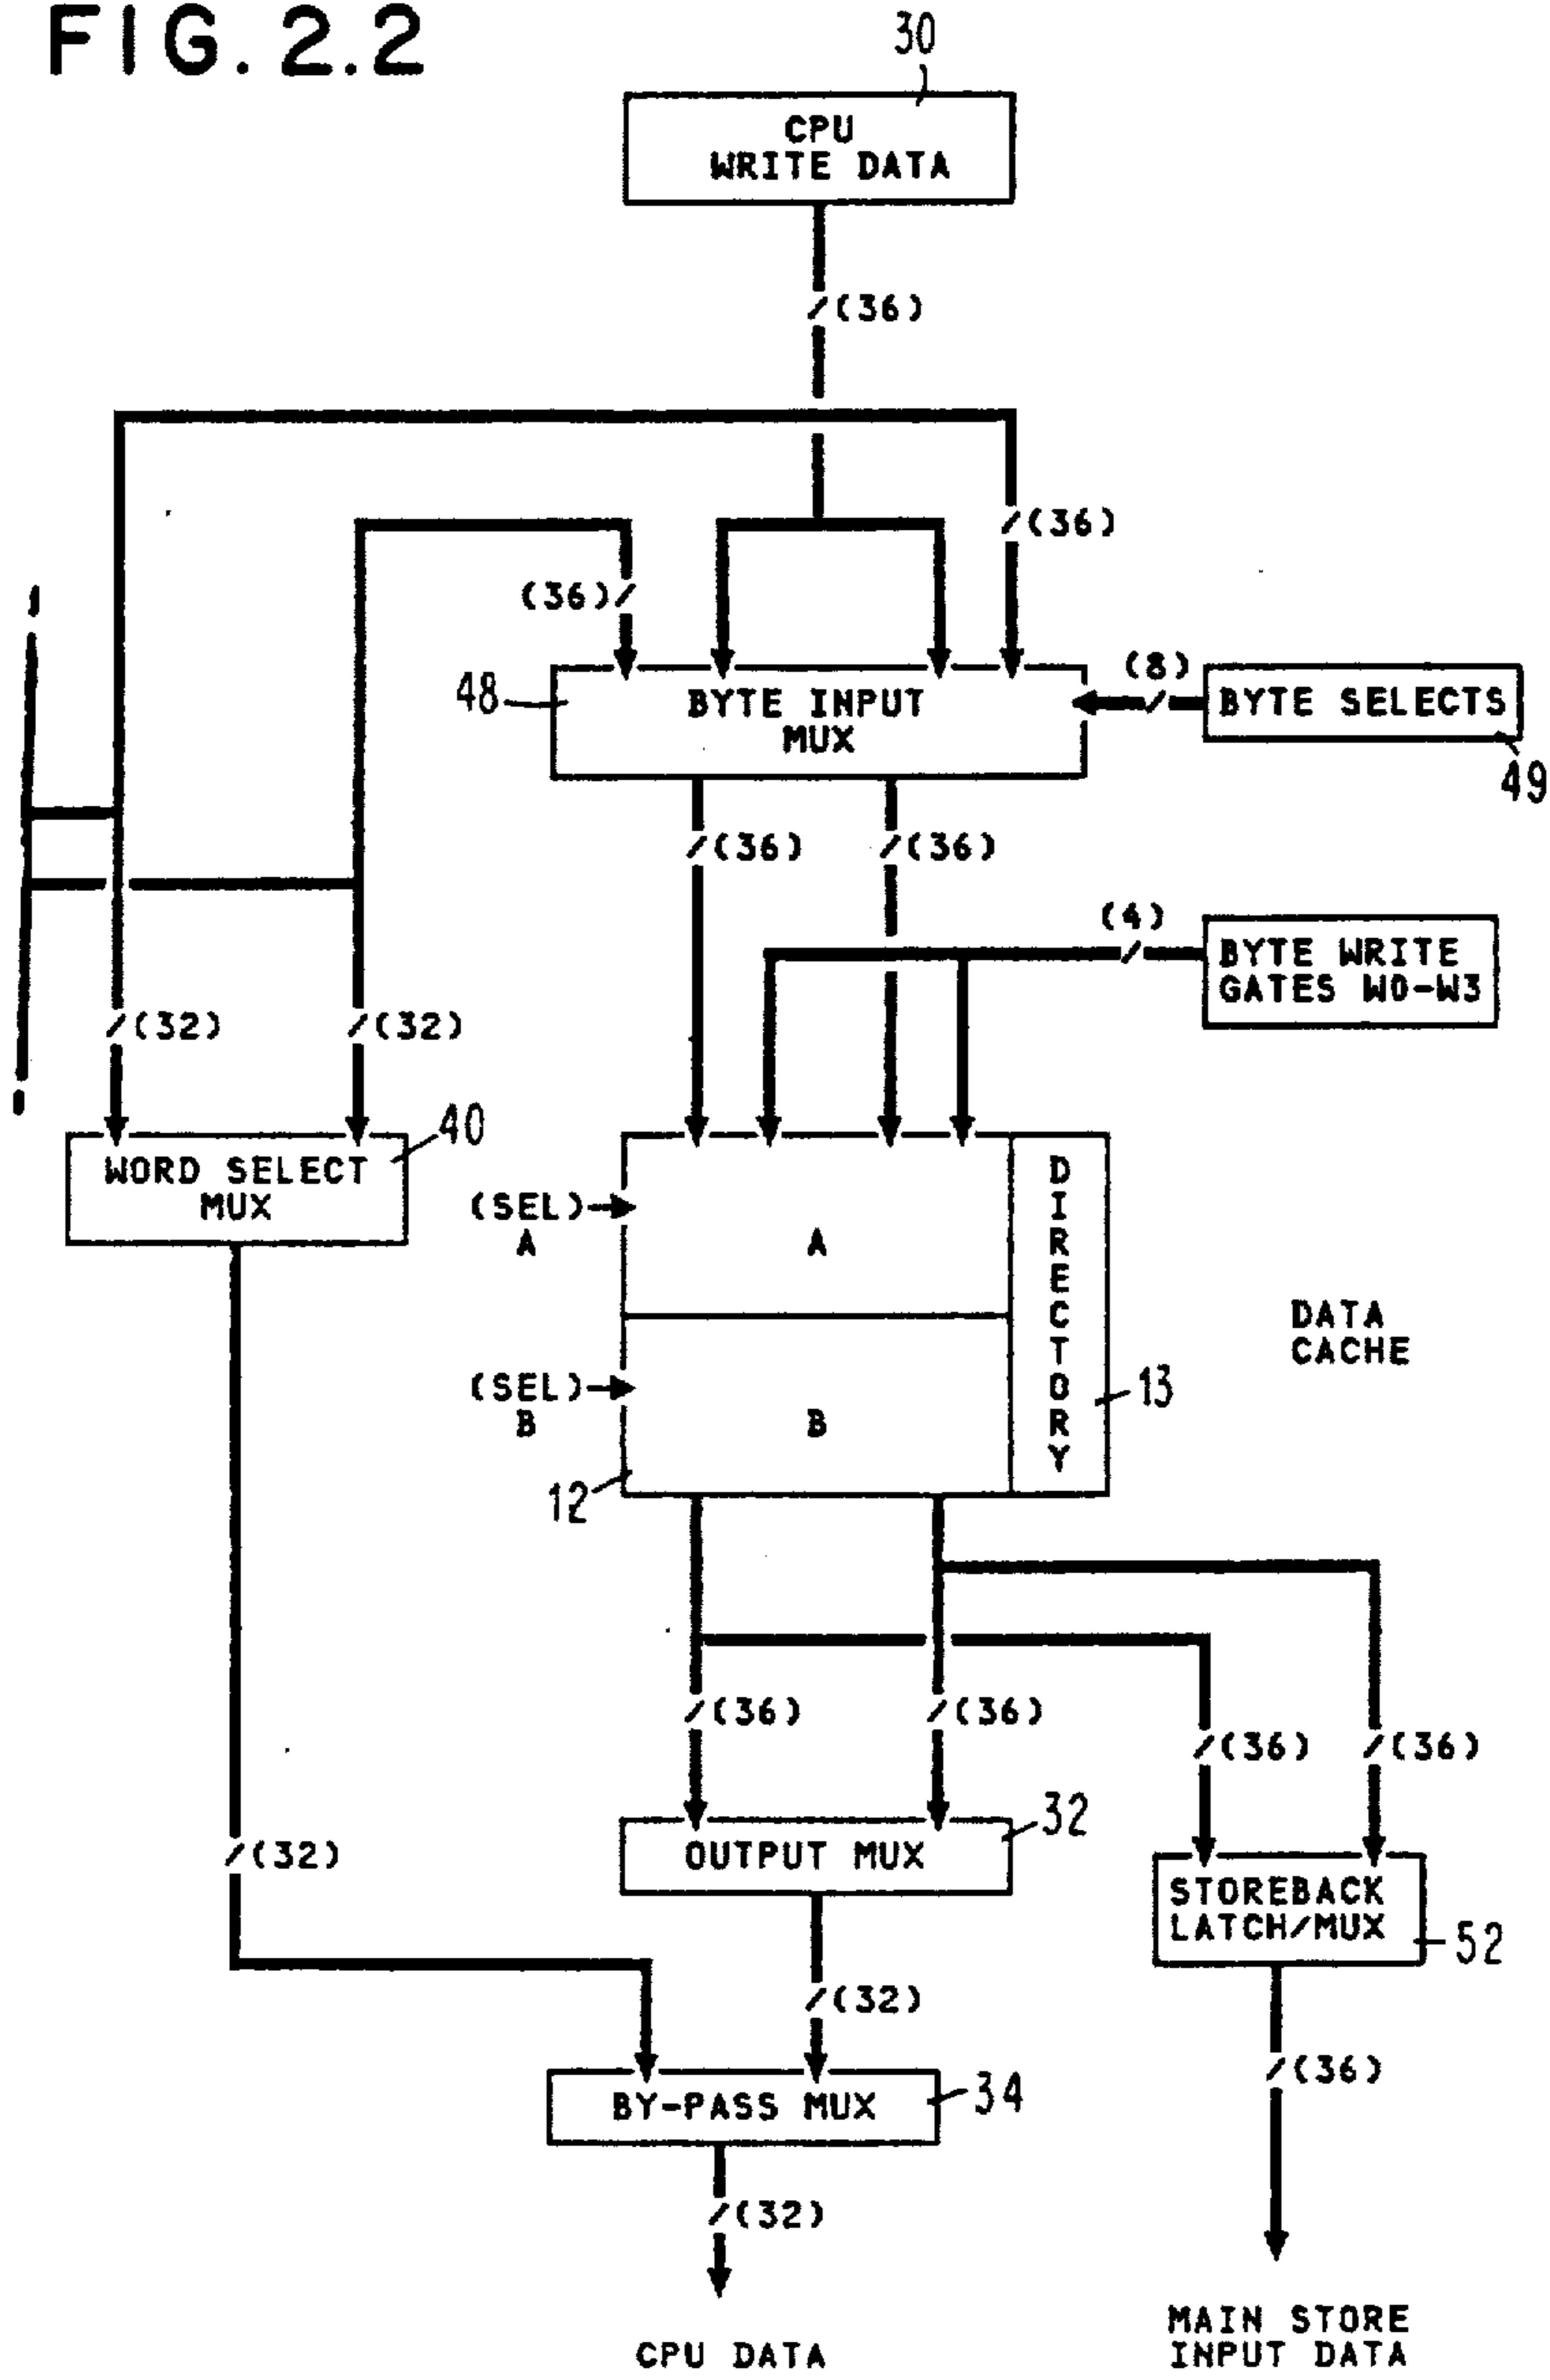 FIG. 2.2
30
CPU
WRITE DATA
(36)
(36)
(36)
48
BYTE INPUT
MUX
(8)
BYTE SELECTS
49
(36)
(36)
(4)
BYTE WRITE
GATES W0-W3
(32)
(32)
40
WORD SELECT
MUX
(SEL)
A
A
DIRECTORY
DATA
CACHE
(SEL)
B
B
13
12
(36)
(36)
(36)
(36)
32
OUTPUT MUX
(32)
STOREBACK
LATCH/MUX
52
(32)
(36)
BY-PASS MUX
34
(32)
CPU DATA
MAIN STORE
INPUT DATA